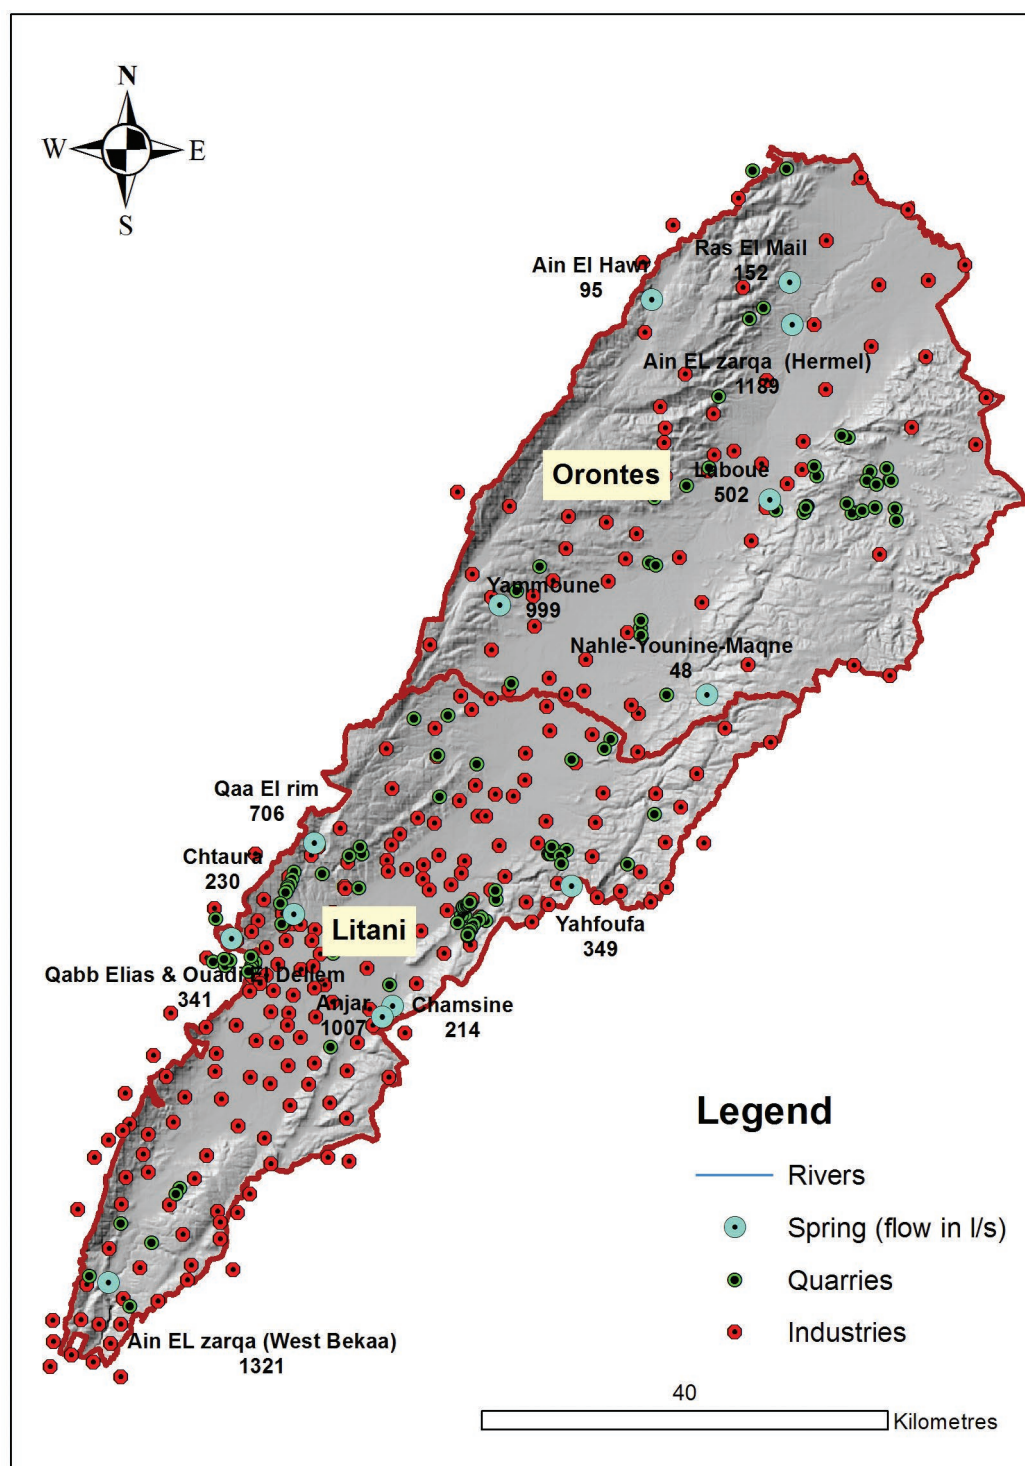 N
W
E
S
Ras El Mail
152
Ain El Hawr
95
Ain EL zarqa (Hermel)
1189
Orontes
Laboue
502
Yammoune
999
Nahle-Younine-Maqne
48
Qaa El rim
706
Chtaura
230
Litani
Yahfoufa
349
Qabb Elias & Ouadi El Dellem
341
Anjar
1007
Chamsine
214
Ain EL zarqa (West Bekaa)
1321
Legend
Rivers
Spring (flow in l/s)
Quarries
Industries
40
Kilometres